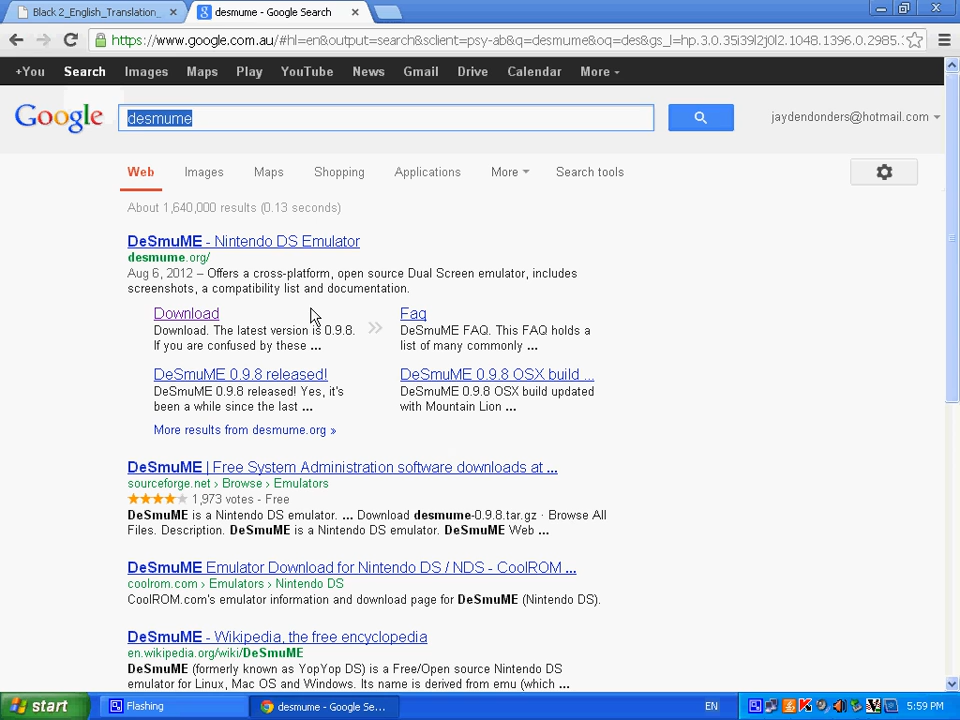 Black 2_English_Translation_
desmume - Google Search
https://www.google.com.au/#hl=en&output=search&sclient=psy-ab&q=desmume&oq=des&gs_l=hp.3.0.35i39l2j0l2.1048.1396.0.2985.
+You Search Images Maps Play YouTube News Gmail Drive Calendar More
Google desmume jaydendonders@hotmail.com
Web Images Maps Shopping Applications More Search tools
About 1,640,000 results (0.13 seconds)
DeSmuME - Nintendo DS Emulator
desmume.org/
Aug 6, 2012 – Offers a cross-platform, open source Dual Screen emulator, includes
screenshots, a compatibility list and documentation.
Download
Download. The latest version is 0.9.8.
If you are confused by these ...
Faq
DeSmuME FAQ. This FAQ holds a
list of many commonly ...
DeSmuME 0.9.8 released!
DeSmuME 0.9.8 released! Yes, it's
been a while since the last ...
DeSmuME 0.9.8 OSX build ...
DeSmuME 0.9.8 OSX build updated
with Mountain Lion ...
More results from desmume.org »
DeSmuME | Free System Administration software downloads at ...
sourceforge.net › Browse › Emulators
1,973 votes - Free
DeSmuME is a Nintendo DS emulator. ... Download desmume-0.9.8.tar.gz · Browse All
Files. Description. DeSmuME is a Nintendo DS emulator. DeSmuME Web ...
DeSmuME Emulator Download for Nintendo DS / NDS - CoolROM ...
coolrom.com › Emulators › Nintendo DS
CoolROM.com's emulator information and download page for DeSmuME (Nintendo DS).
DeSmuME - Wikipedia, the free encyclopedia
en.wikipedia.org/wiki/DeSmuME
DeSmuME (formerly known as YopYop DS) is a Free/Open source Nintendo DS
emulator for Linux, Mac OS and Windows. Its name is derived from emu (which ...
start Flashing desmume - Google Se... EN 5:59 PM